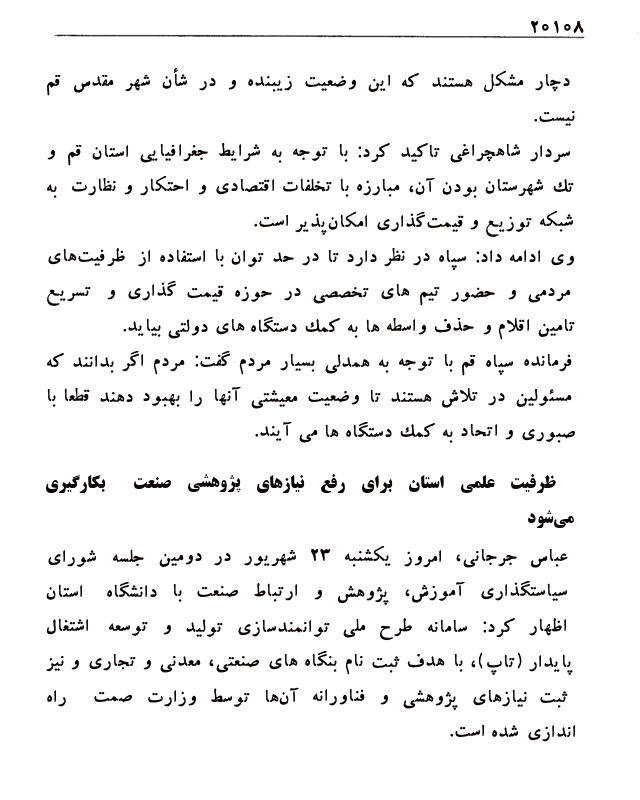 ۲۰۱۰۸
دچار مشکل هستند که این وضعیت زیبنده و در شأن شهر مقدس قم
نیست.
سردار شاهچراغی تاکید کرد: با توجه به شرایط جغرافیایی استان قم و
تك شهرستان بودن آن، مبارزه با تخلفات اقتصادی و احتکار و نظارت به
شبکه توزیع و قیمت‌گذاری امکان‌پذیر است.
وی ادامه داد: سپاه در نظر دارد تا در حد توان با استفاده از ظرفیت‌های
مردمی و حضور تیم های تخصصی در حوزه قیمت گذاری و تسریع
تامین اقلام و حذف واسطه ها به کمك دستگاه های دولتی بیاید.
فرمانده سپاه قم با توجه به همدلی بسیار مردم گفت: مردم اگر بدانند که
مسئولین در تلاش هستند تا وضعیت معیشتی آنها را بهبود دهند قطعا با
صبوری و اتحاد به کمك دستگاه ها می آیند.
ظرفیت علمی استان برای رفع نیازهای پژوهشی صنعت بکارگیری
می‌شود
عباس جرجانی، امروز یکشنبه ۲۳ شهریور در دومین جلسه شورای
سیاستگذاری آموزش، پژوهش و ارتباط صنعت با دانشگاه استان
اظهار کرد: سامانه طرح ملی توانمندسازی تولید و توسعه اشتغال
پایدار (تاپ)، با هدف ثبت نام بنگاه های صنعتی، معدنی و تجاری و نیز
ثبت نیازهای پژوهشی و فناورانه آن‌ها توسط وزارت صمت راه
اندازی شده است.